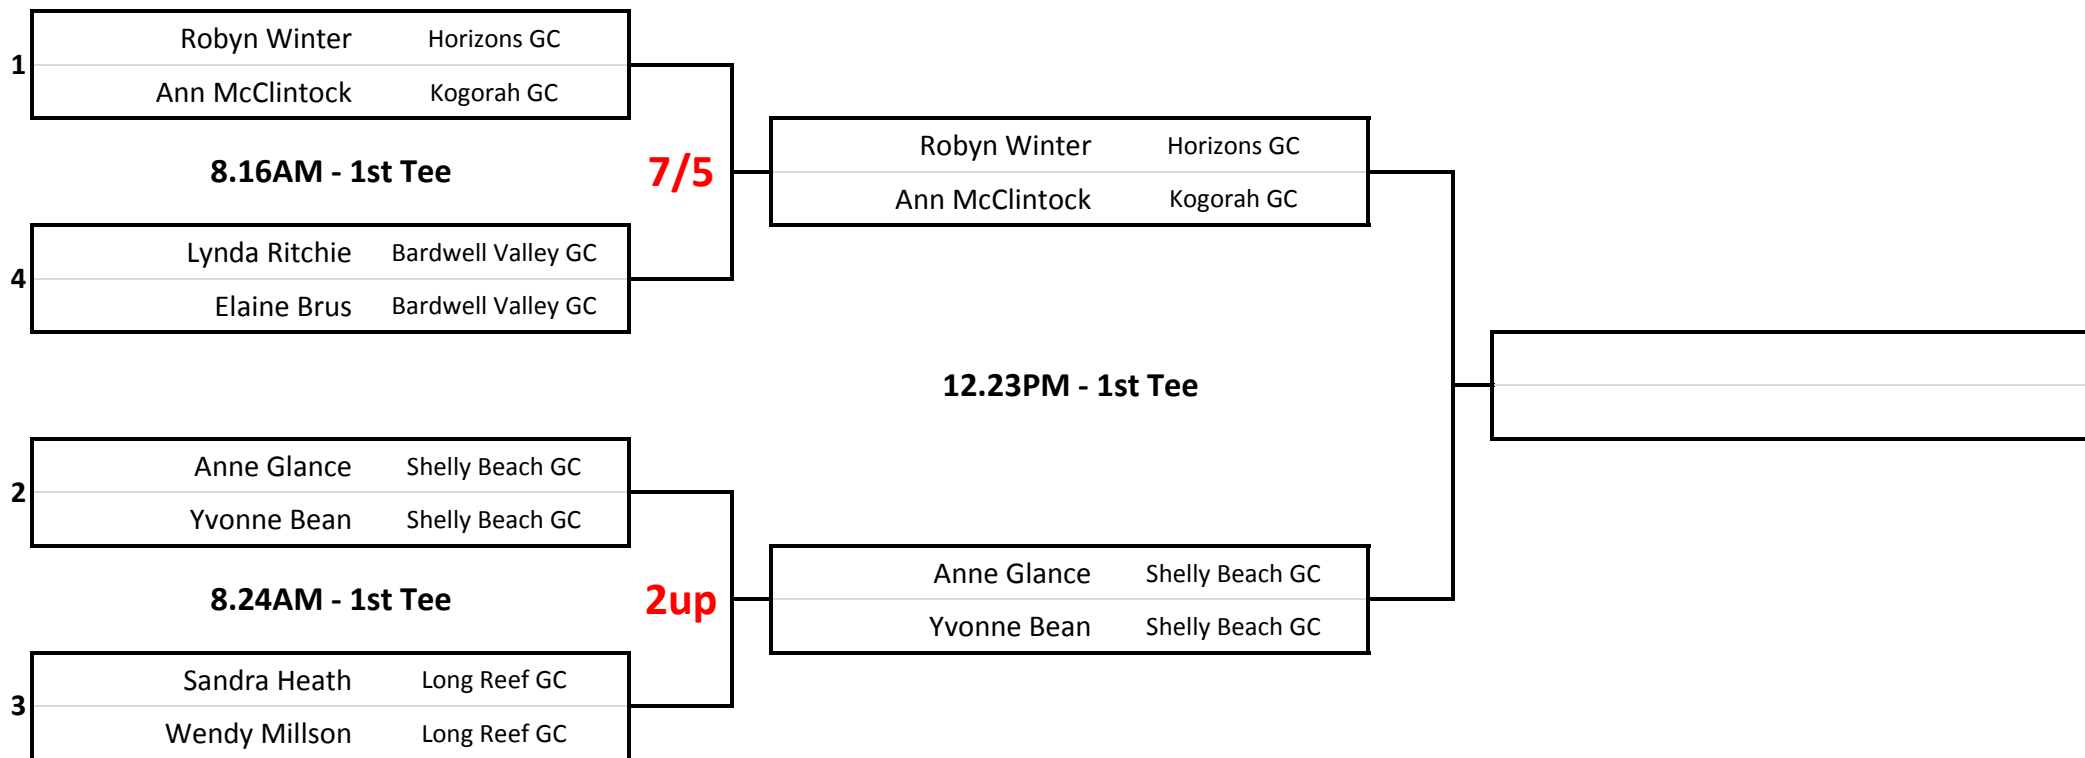 1
Robyn Winter Horizons GC
Ann McClintock Kogorah GC
8.16AM - 1st Tee
7/5
4
Lynda Ritchie Bardwell Valley GC
Elaine Brus Bardwell Valley GC
Robyn Winter Horizons GC
Ann McClintock Kogorah GC
12.23PM - 1st Tee
2
Anne Glance Shelly Beach GC
Yvonne Bean Shelly Beach GC
8.24AM - 1st Tee
2up
3
Sandra Heath Long Reef GC
Wendy Millson Long Reef GC
Anne Glance Shelly Beach GC
Yvonne Bean Shelly Beach GC